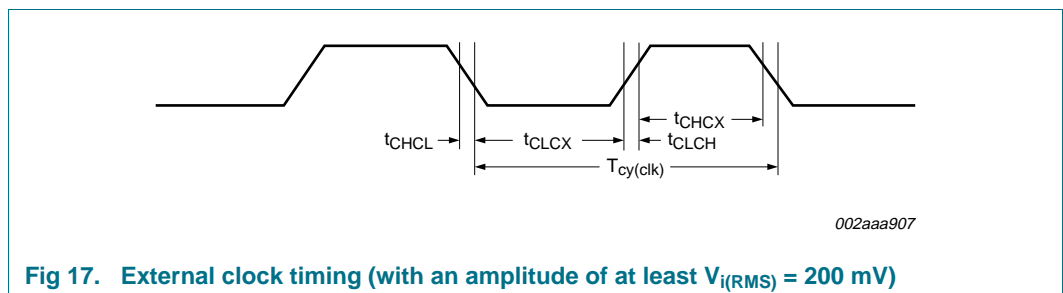 tCHCX
tCHCL tCLCX tCLCH
Tcy(clk)
002aaa907
Fig 17. External clock timing (with an amplitude of at least Vi(RMS) = 200 mV)